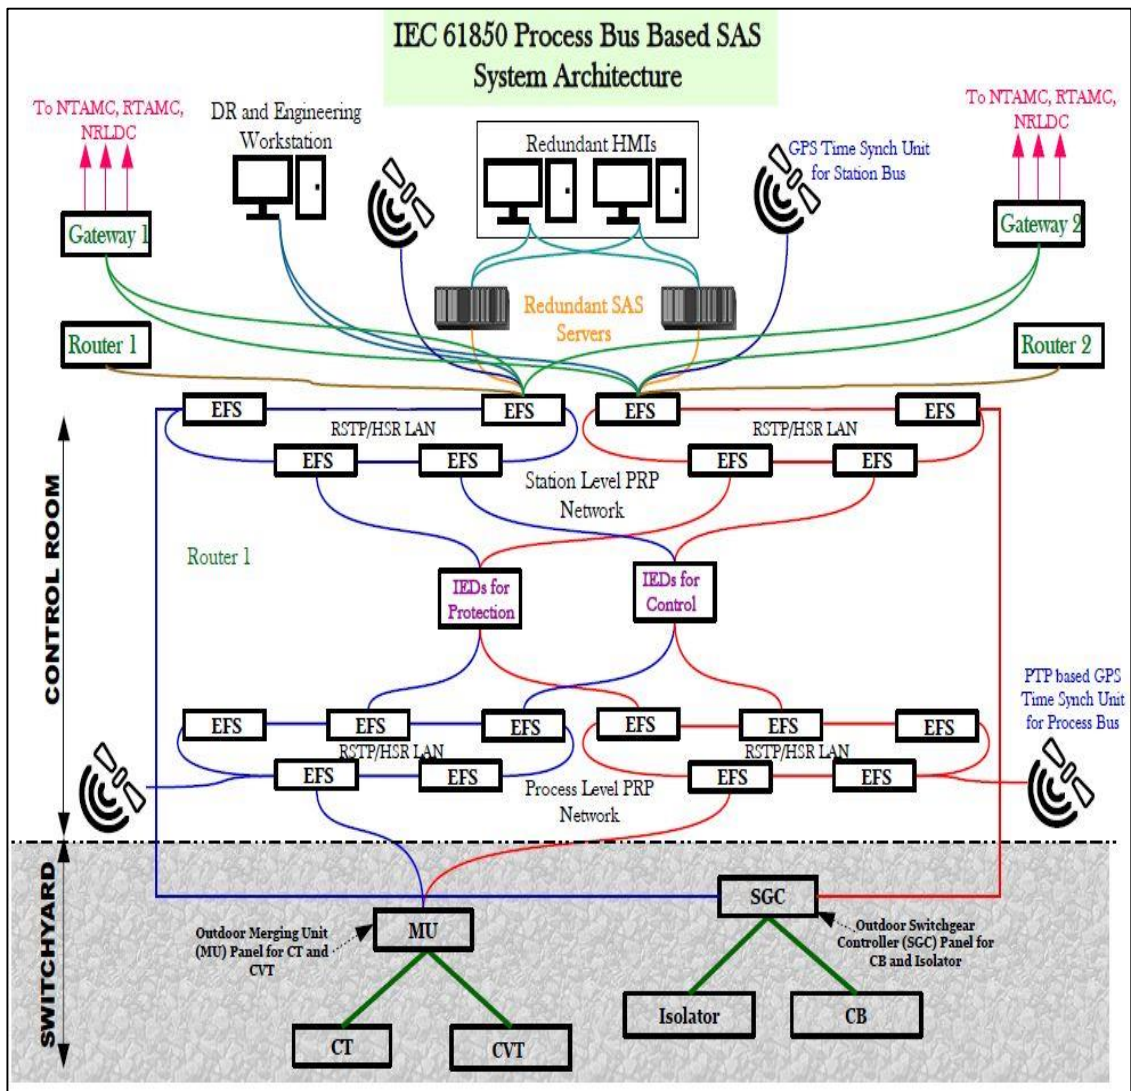 IEC 61850 Process Bus Based SAS
System Architecture
To NTAMC, RTAMC,
NRLDC
DR and Engineering
Workstation
Redundant HMIs
GPS Time Synch Unit
for Station Bus
To NTAMC, RTAMC,
NRLDC
Gateway 1
Gateway 2
Redundant SAS
Servers
Router 1
Router 2
EFS
EFS
EFS
EFS
RSTP/HSR LAN
RSTP/HSR LAN
EFS
EFS
EFS
EFS
Station Level PRP
Network
CONTROL ROOM
Router 1
IEDs for
Protection
IEDs for
Control
PTP based GPS
Time Synch Unit
for Process Bus
EFS
EFS
EFS
EFS
EFS
EFS
RSTP/HSR LAN
RSTP/HSR LAN
EFS
EFS
EFS
EFS
Process Level PRP
Network
SWITCHYARD
SGC
Outdoor Merging Unit
(MU) Panel for CT and
CVT
MU
Outdoor Switchgear
Controller (SGC) Panel for
CB and Isolator
Isolator
CB
CT
CVT